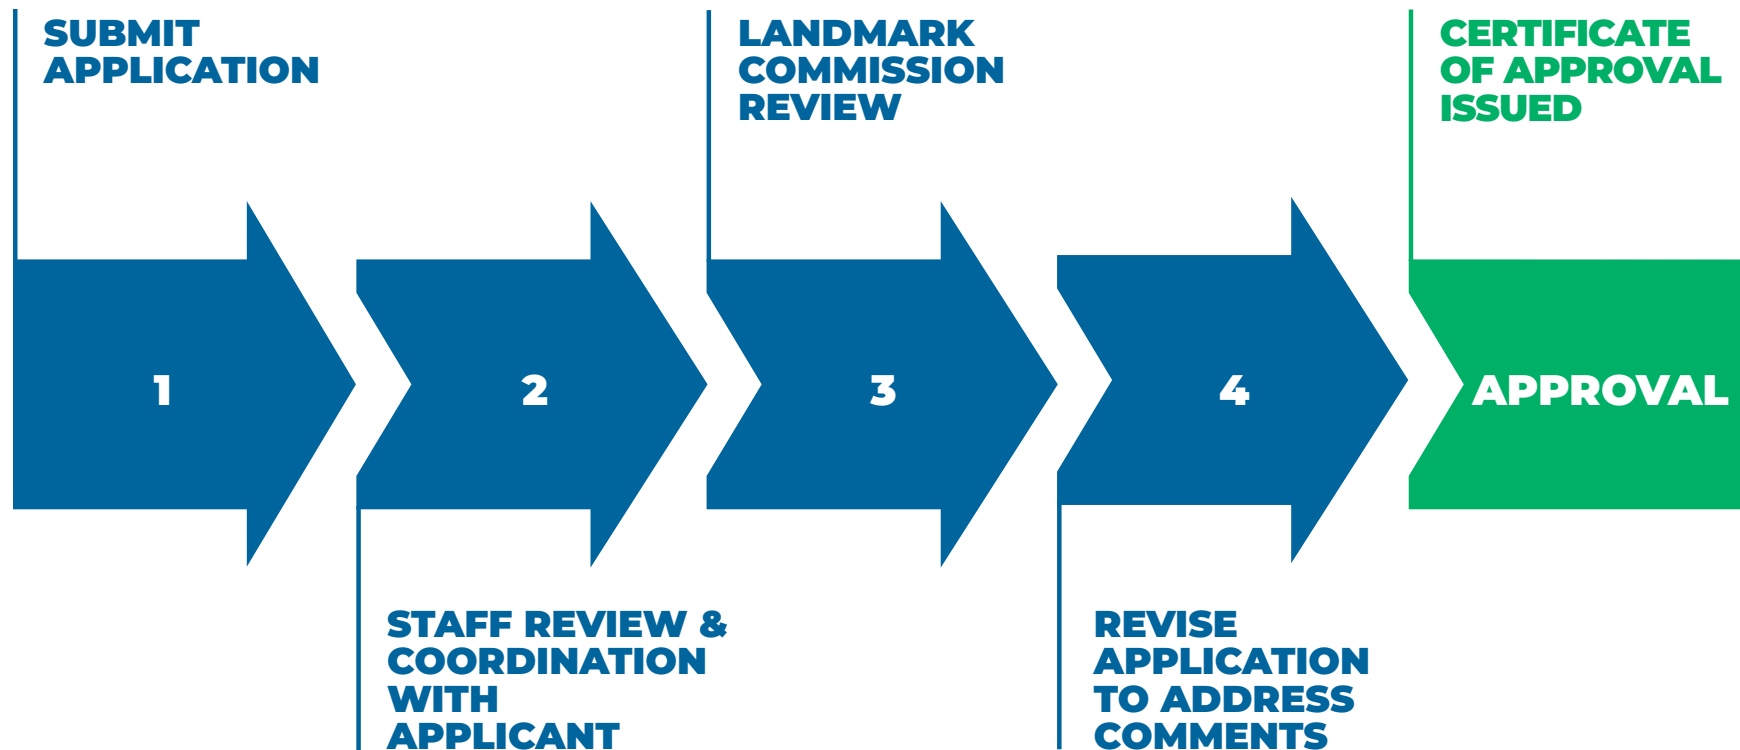 SUBMIT
APPLICATION
LANDMARK
COMMISSION
REVIEW
CERTIFICATE
OF APPROVAL
ISSUED
1
2
3
4
APPROVAL
STAFF REVIEW &
COORDINATION
WITH
APPLICANT
REVISE
APPLICATION
TO ADDRESS
COMMENTS